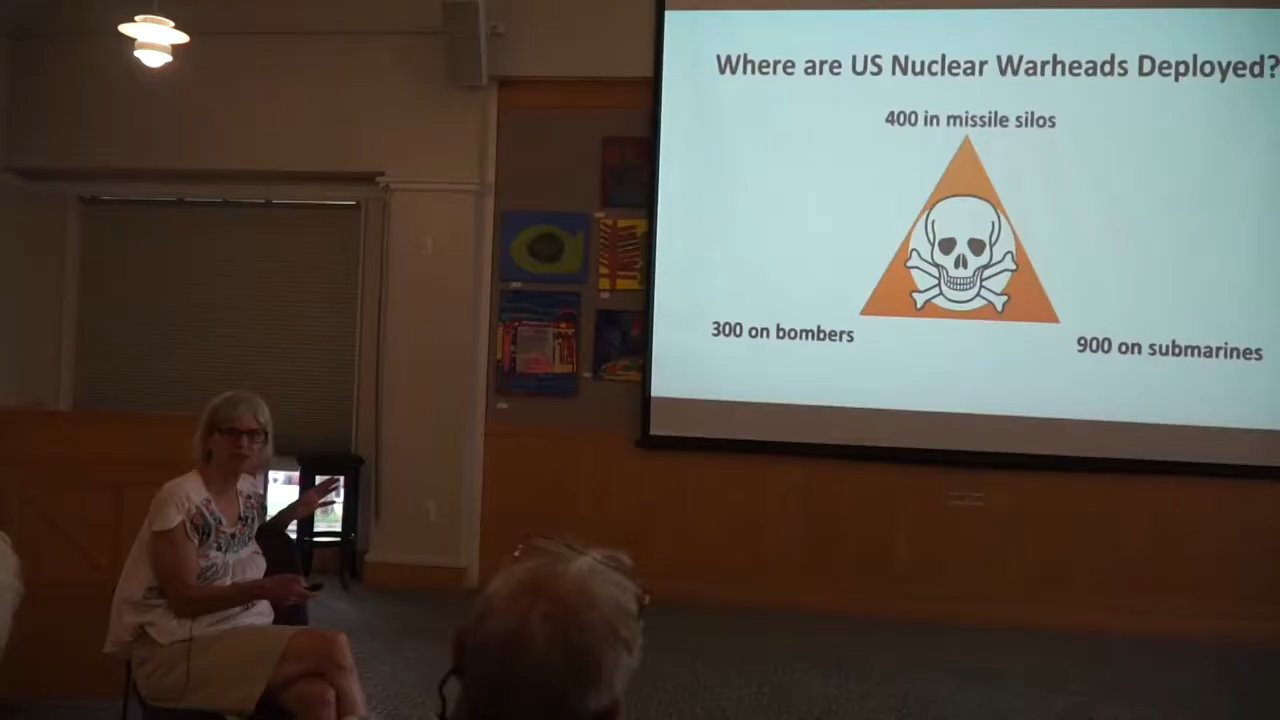 Where are US Nuclear Warheads Deployed?
400 in missile silos
300 on bombers
900 on submarines